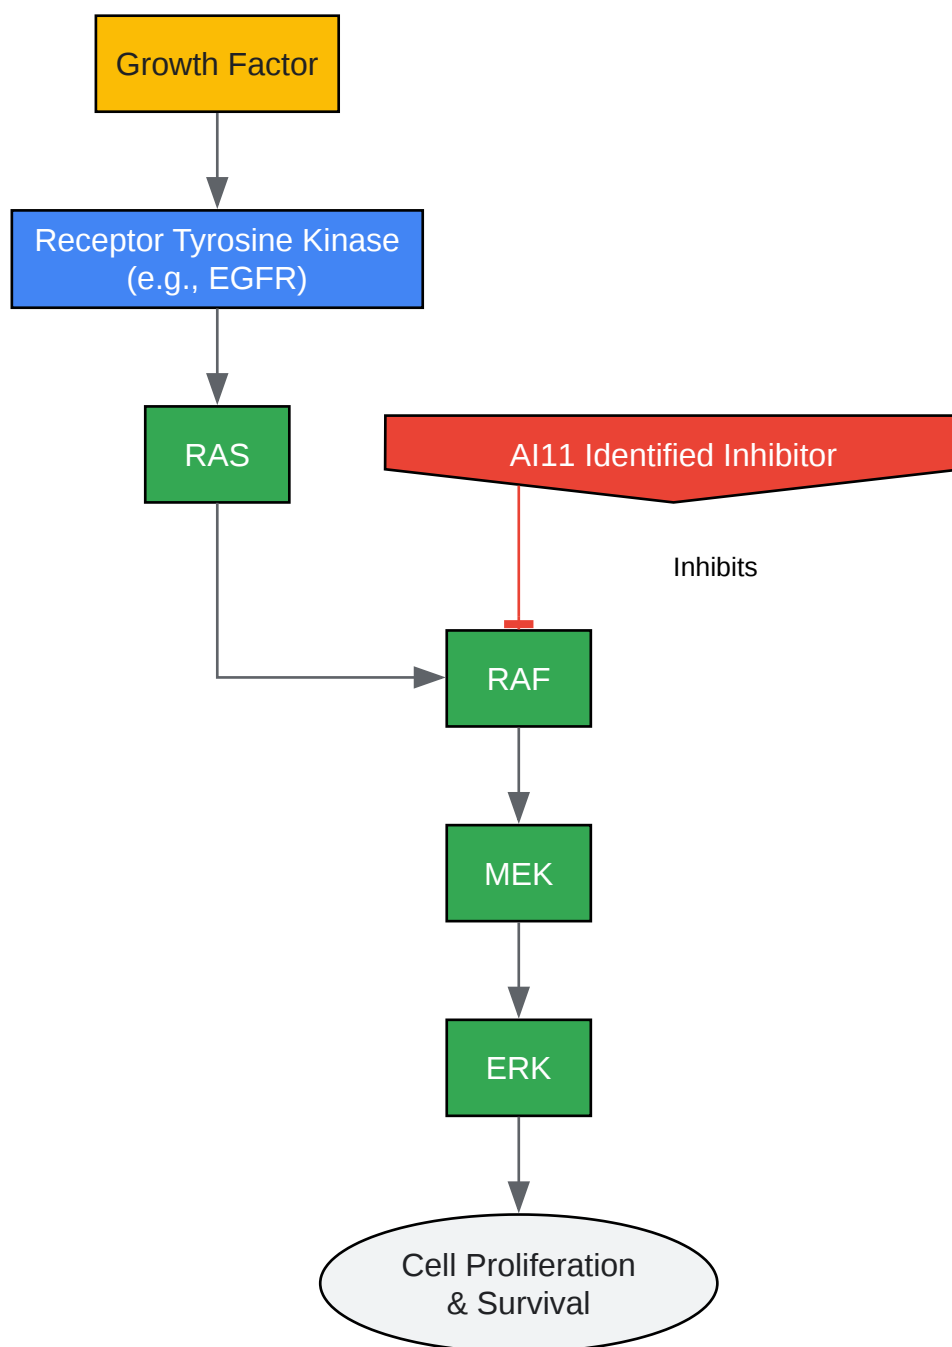 Growth Factor
Receptor Tyrosine Kinase
(e.g., EGFR)
RAS
AI11 Identified Inhibitor
Inhibits
RAF
MEK
ERK
Cell Proliferation
& Survival